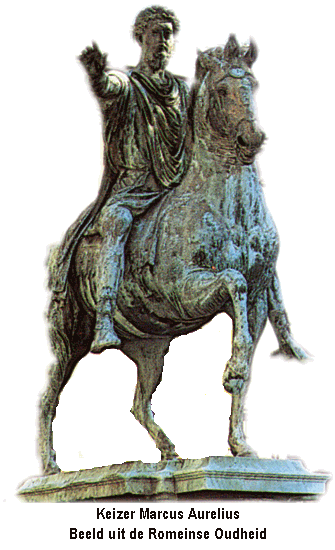 Keizer Marcus Aurelius
Beeld uit de Romeinse Oudheid